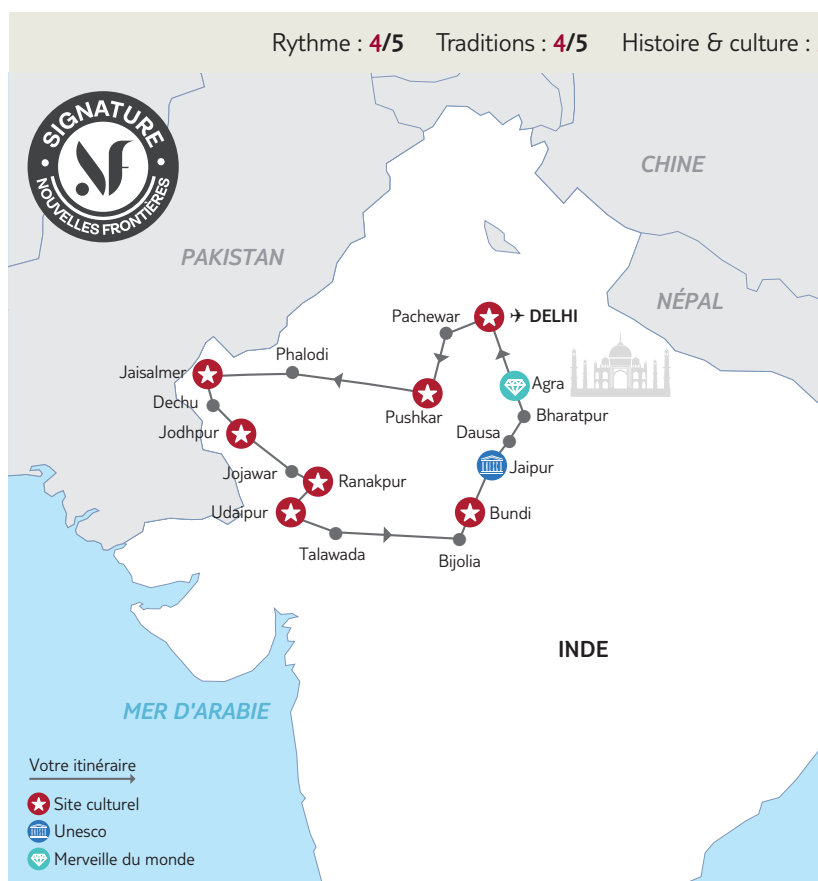 Rythme : 4/5 Traditions : 4/5 Histoire & culture :
SIGNATURE
NF
NOUVELLES FRONTIÈRES
CHINE
PAKISTAN
NÉPAL
Pachewar
DELHI
Phalodi
Jaisalmer
Agra
Dechu
Pushkar
Bharatpur
Jodhpur
Dausa
Jojawar
Ranakpur
Jaipur
Udaipur
Bundi
Talawada
Bijolia
INDE
MER D'ARABIE
Votre itinéraire
Site culturel
Unesco
Merveille du monde